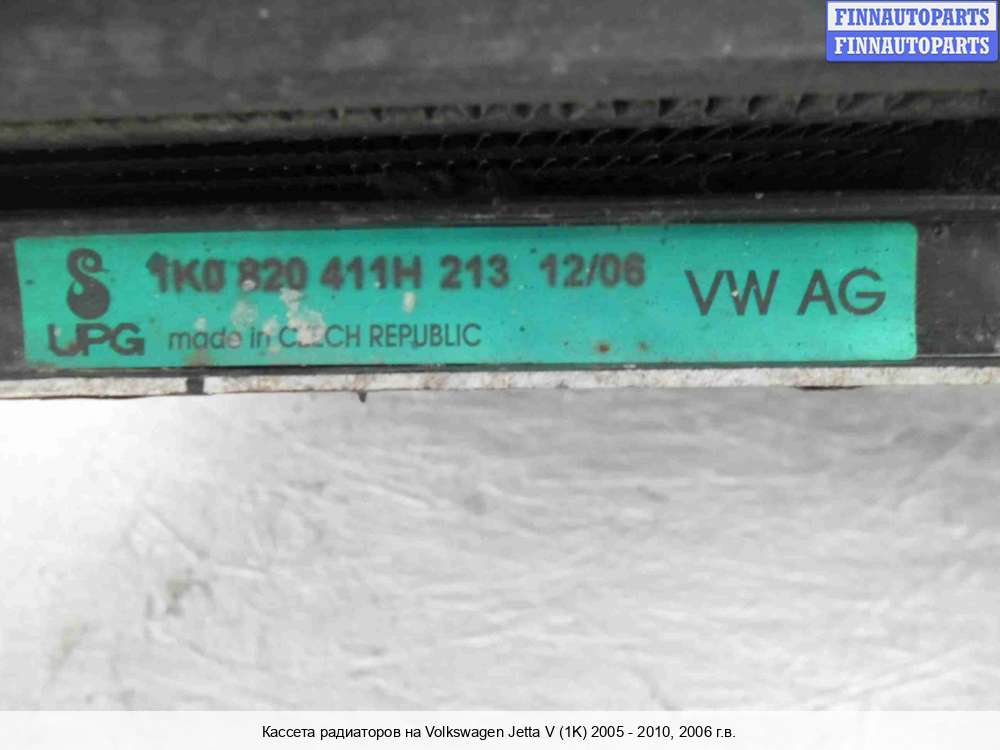 FINNAUTOPARTS
FINNAUTOPARTS
1K0 820 411H 213 12/06
VW AG
UPG made in CZECH REPUBLIC
Кассета радиаторов на Volkswagen Jetta V (1K) 2005 - 2010, 2006 г.в.